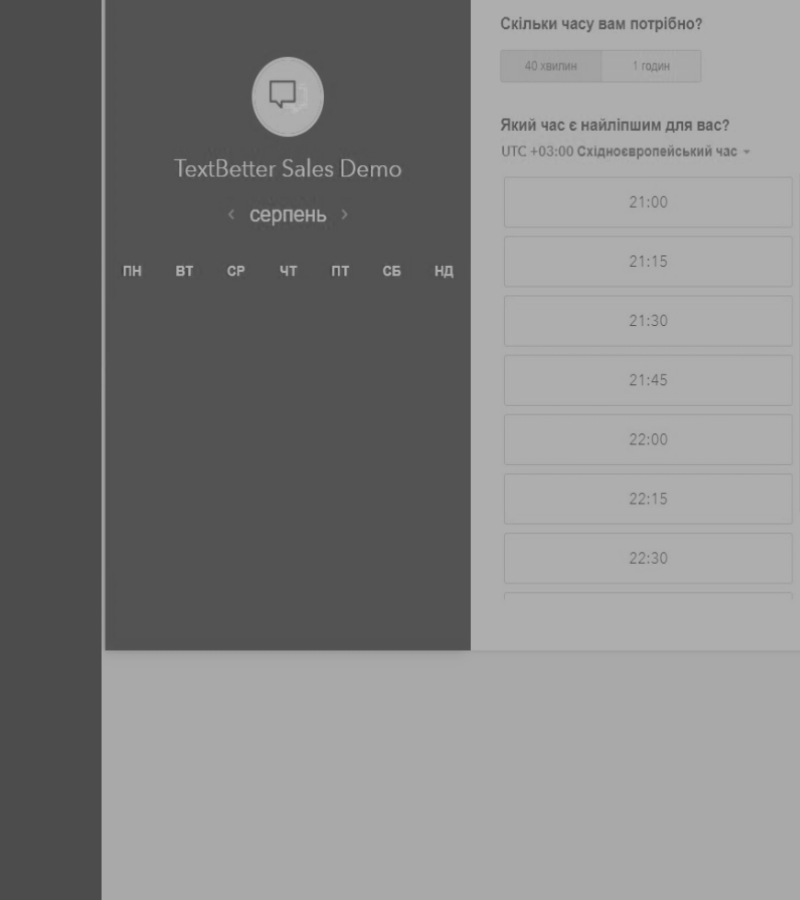 TextBetter Sales Demo
серпень
ПН ВТ СР ЧТ ПТ СБ НД
Скільки часу вам потрібно?
40 хвилин 1 годин
Який час є найліпшим для вас?
UTC +03:00 Східноєвропейський час
21:00
21:15
21:30
21:45
22:00
22:15
22:30